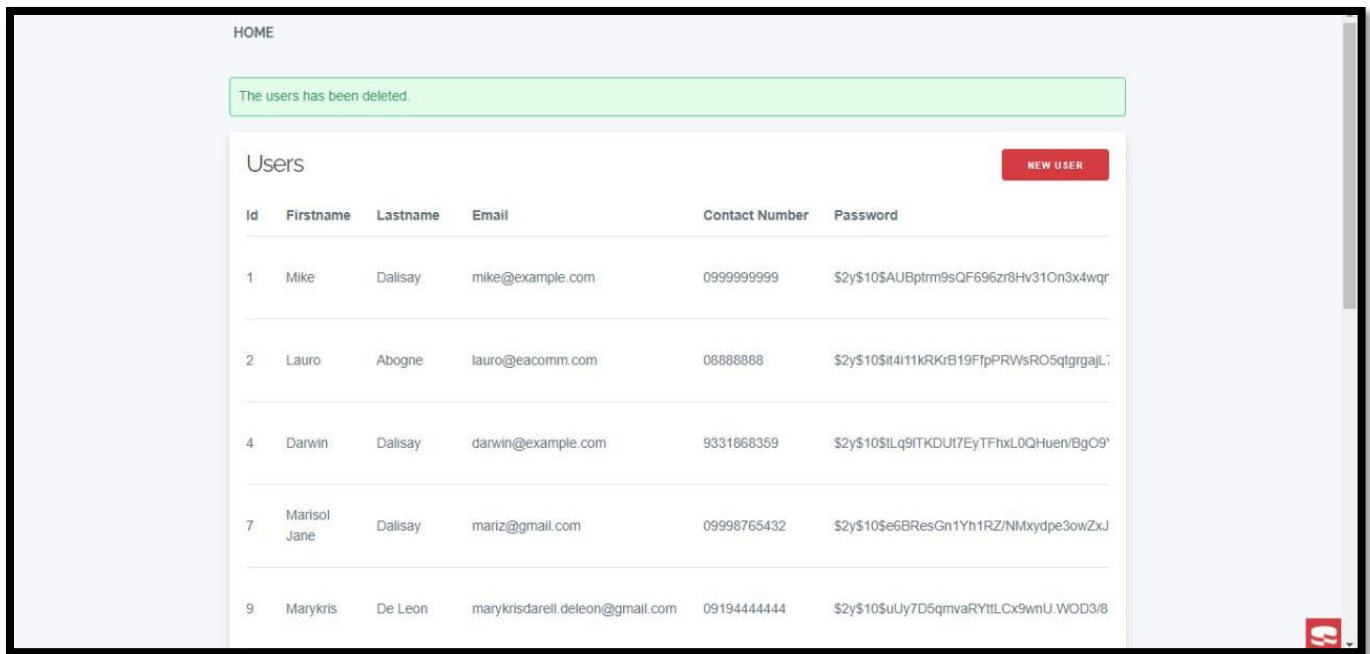 HOME
The users has been deleted.
Users
NEW USER
Id Firstname Lastname Email Contact Number Password
1 Mike Dalisay mike@example.com 0999999999 $2y$10$AUBptrm9sQF696zr8Hv31On3x4wqr
2 Lauro Abogne lauro@eacomm.com 08888888 $2y$10$it4i11kRKrB19FfpPRWsRO5qtgrgajL
4 Darwin Dalisay darwin@example.com 9331868359 $2y$10$tLq9lTKDUt7EyTFhxL0QHuen/BgO9
7 Marisol Jane Dalisay mariz@gmail.com 09998765432 $2y$10$e6BResGn1Yh1RZ/NMxydpe3owZxJ
9 Marykris De Leon marykrisdarell.deleon@gmail.com 09194444444 $2y$10$uUy7D5qmvaRYttLCx9wnU.WOD3/8